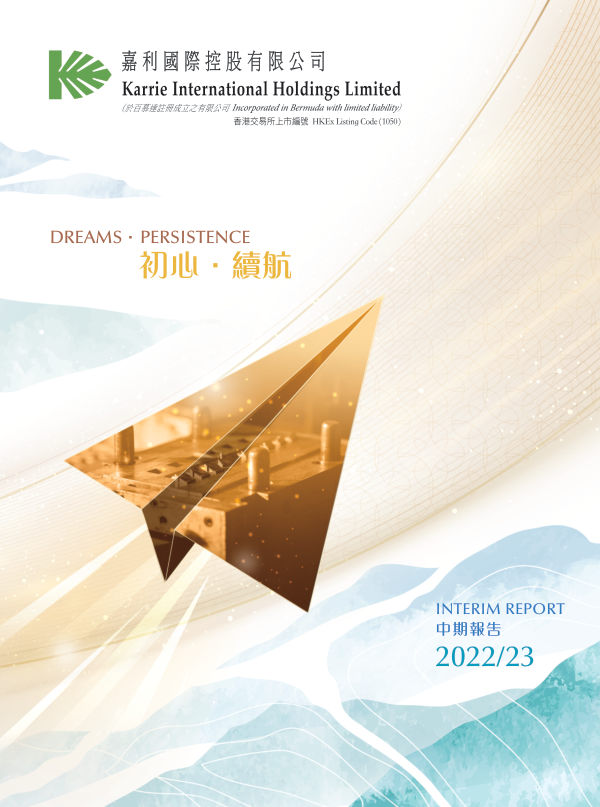 嘉利國際控股有限公司
Karrie International Holdings Limited
(於百慕達註冊成立之有限公司 Incorporated in Bermuda with limited liability)
香港交易所上市編號 HKEx Listing Code (1050)
DREAMS · PERSISTENCE
初心 · 續航
INTERIM REPORT
中期報告
2022/23